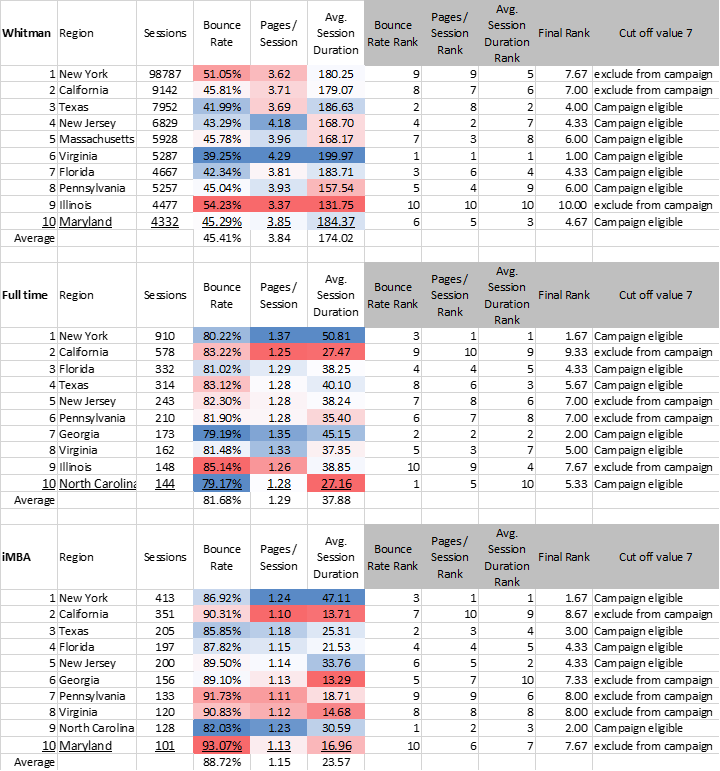 Whitman Region Sessions Bounce Rate Pages / Session Avg. Session Duration Bounce Rate Rank Pages / Session Rank Avg. Session Duration Rank Final Rank Cut off value 7
1 New York 98787 51.05% 3.62 180.25 9 9 5 7.67 exclude from campaign
2 California 9142 45.81% 3.71 179.07 8 7 6 7.00 exclude from campaign
3 Texas 7952 41.99% 3.69 186.63 2 8 2 4.00 Campaign eligible
4 New Jersey 6829 43.29% 4.18 168.70 4 2 7 4.33 Campaign eligible
5 Massachusetts 5928 45.78% 3.96 168.17 7 3 8 6.00 Campaign eligible
6 Virginia 5287 39.25% 4.29 199.97 1 1 1 1.00 Campaign eligible
7 Florida 4667 42.34% 3.81 183.71 3 6 4 4.33 Campaign eligible
8 Pennsylvania 5257 45.04% 3.93 157.54 5 4 9 6.00 Campaign eligible
9 Illinois 4477 54.23% 3.37 131.75 10 10 10 10.00 exclude from campaign
10 Maryland 4332 45.29% 3.85 184.37 6 5 3 4.67 Campaign eligible
Average 45.41% 3.84 174.02
Full time Region Sessions Bounce Rate Pages / Session Avg. Session Duration Bounce Rate Rank Pages / Session Rank Avg. Session Duration Rank Final Rank Cut off value 7
1 New York 910 80.22% 1.37 50.81 3 1 1 1.67 Campaign eligible
2 California 578 83.22% 1.25 27.47 9 10 9 9.33 exclude from campaign
3 Florida 332 81.02% 1.29 38.25 4 4 5 4.33 Campaign eligible
4 Texas 314 83.12% 1.28 40.10 8 6 3 5.67 Campaign eligible
5 New Jersey 243 82.30% 1.28 38.24 7 8 6 7.00 exclude from campaign
6 Pennsylvania 210 81.90% 1.28 35.40 6 7 8 7.00 exclude from campaign
7 Georgia 173 79.19% 1.35 45.15 2 2 2 2.00 Campaign eligible
8 Virginia 162 81.48% 1.33 37.35 5 3 7 5.00 Campaign eligible
9 Illinois 148 85.14% 1.26 38.85 10 9 4 7.67 exclude from campaign
10 North Carolina 144 79.17% 1.28 27.16 1 5 10 5.33 Campaign eligible
Average 81.68% 1.29 37.88
iMBA Region Sessions Bounce Rate Pages / Session Avg. Session Duration Bounce Rate Rank Pages / Session Rank Avg. Session Duration Rank Final Rank Cut off value 7
1 New York 413 86.92% 1.24 47.11 3 1 1 1.67 Campaign eligible
2 California 351 90.31% 1.10 13.71 7 10 9 8.67 exclude from campaign
3 Texas 205 85.85% 1.18 25.31 2 3 4 3.00 Campaign eligible
4 Florida 197 87.82% 1.15 21.53 4 4 5 4.33 Campaign eligible
5 New Jersey 200 89.50% 1.14 33.76 6 5 2 4.33 Campaign eligible
6 Georgia 156 89.10% 1.13 13.29 5 7 10 7.33 exclude from campaign
7 Pennsylvania 133 91.73% 1.11 18.71 9 9 6 8.00 exclude from campaign
8 Virginia 120 90.83% 1.12 14.68 8 8 8 8.00 exclude from campaign
9 North Carolina 128 82.03% 1.23 30.59 1 2 3 2.00 Campaign eligible
10 Maryland 101 93.07% 1.13 16.96 10 6 7 7.67 exclude from campaign
Average 88.72% 1.15 23.57